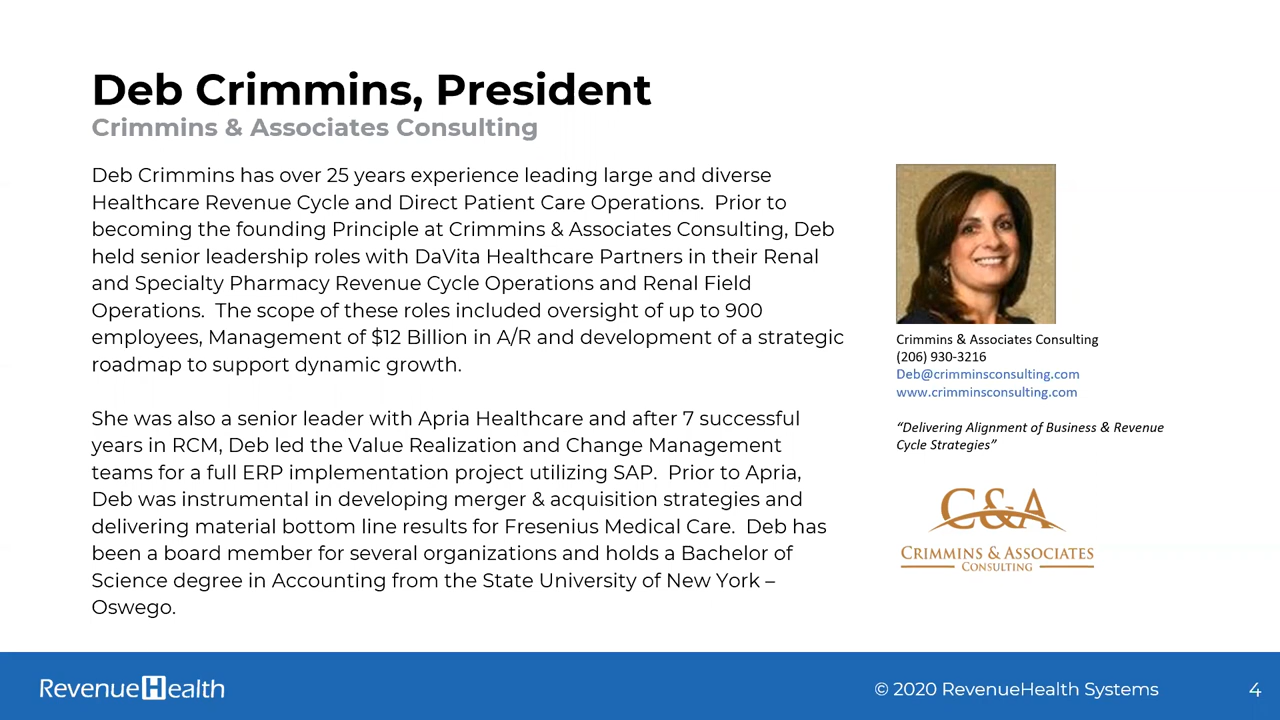 Deb Crimmins, President
Crimmins & Associates Consulting
Deb Crimmins has over 25 years experience leading large and diverse
Healthcare Revenue Cycle and Direct Patient Care Operations.  Prior to
becoming the founding Principle at Crimmins & Associates Consulting, Deb
held senior leadership roles with DaVita Healthcare Partners in their Renal
and Specialty Pharmacy Revenue Cycle Operations and Renal Field
Operations.  The scope of these roles included oversight of up to 900
employees, Management of $12 Billion in A/R and development of a strategic
roadmap to support dynamic growth.
She was also a senior leader with Apria Healthcare and after 7 successful
years in RCM, Deb led the Value Realization and Change Management
teams for a full ERP implementation project utilizing SAP.  Prior to Apria,
Deb was instrumental in developing merger & acquisition strategies and
delivering material bottom line results for Fresenius Medical Care.  Deb has
been a board member for several organizations and holds a Bachelor of
Science degree in Accounting from the State University of New York –
Oswego.
Crimmins & Associates Consulting
(206) 930-3216
Deb@crimminsconsulting.com
www.crimminsconsulting.com
“Delivering Alignment of Business & Revenue
Cycle Strategies”
C&A
CRIMMINS & ASSOCIATES
CONSULTING
RevenueHealth
© 2020 RevenueHealth Systems
4